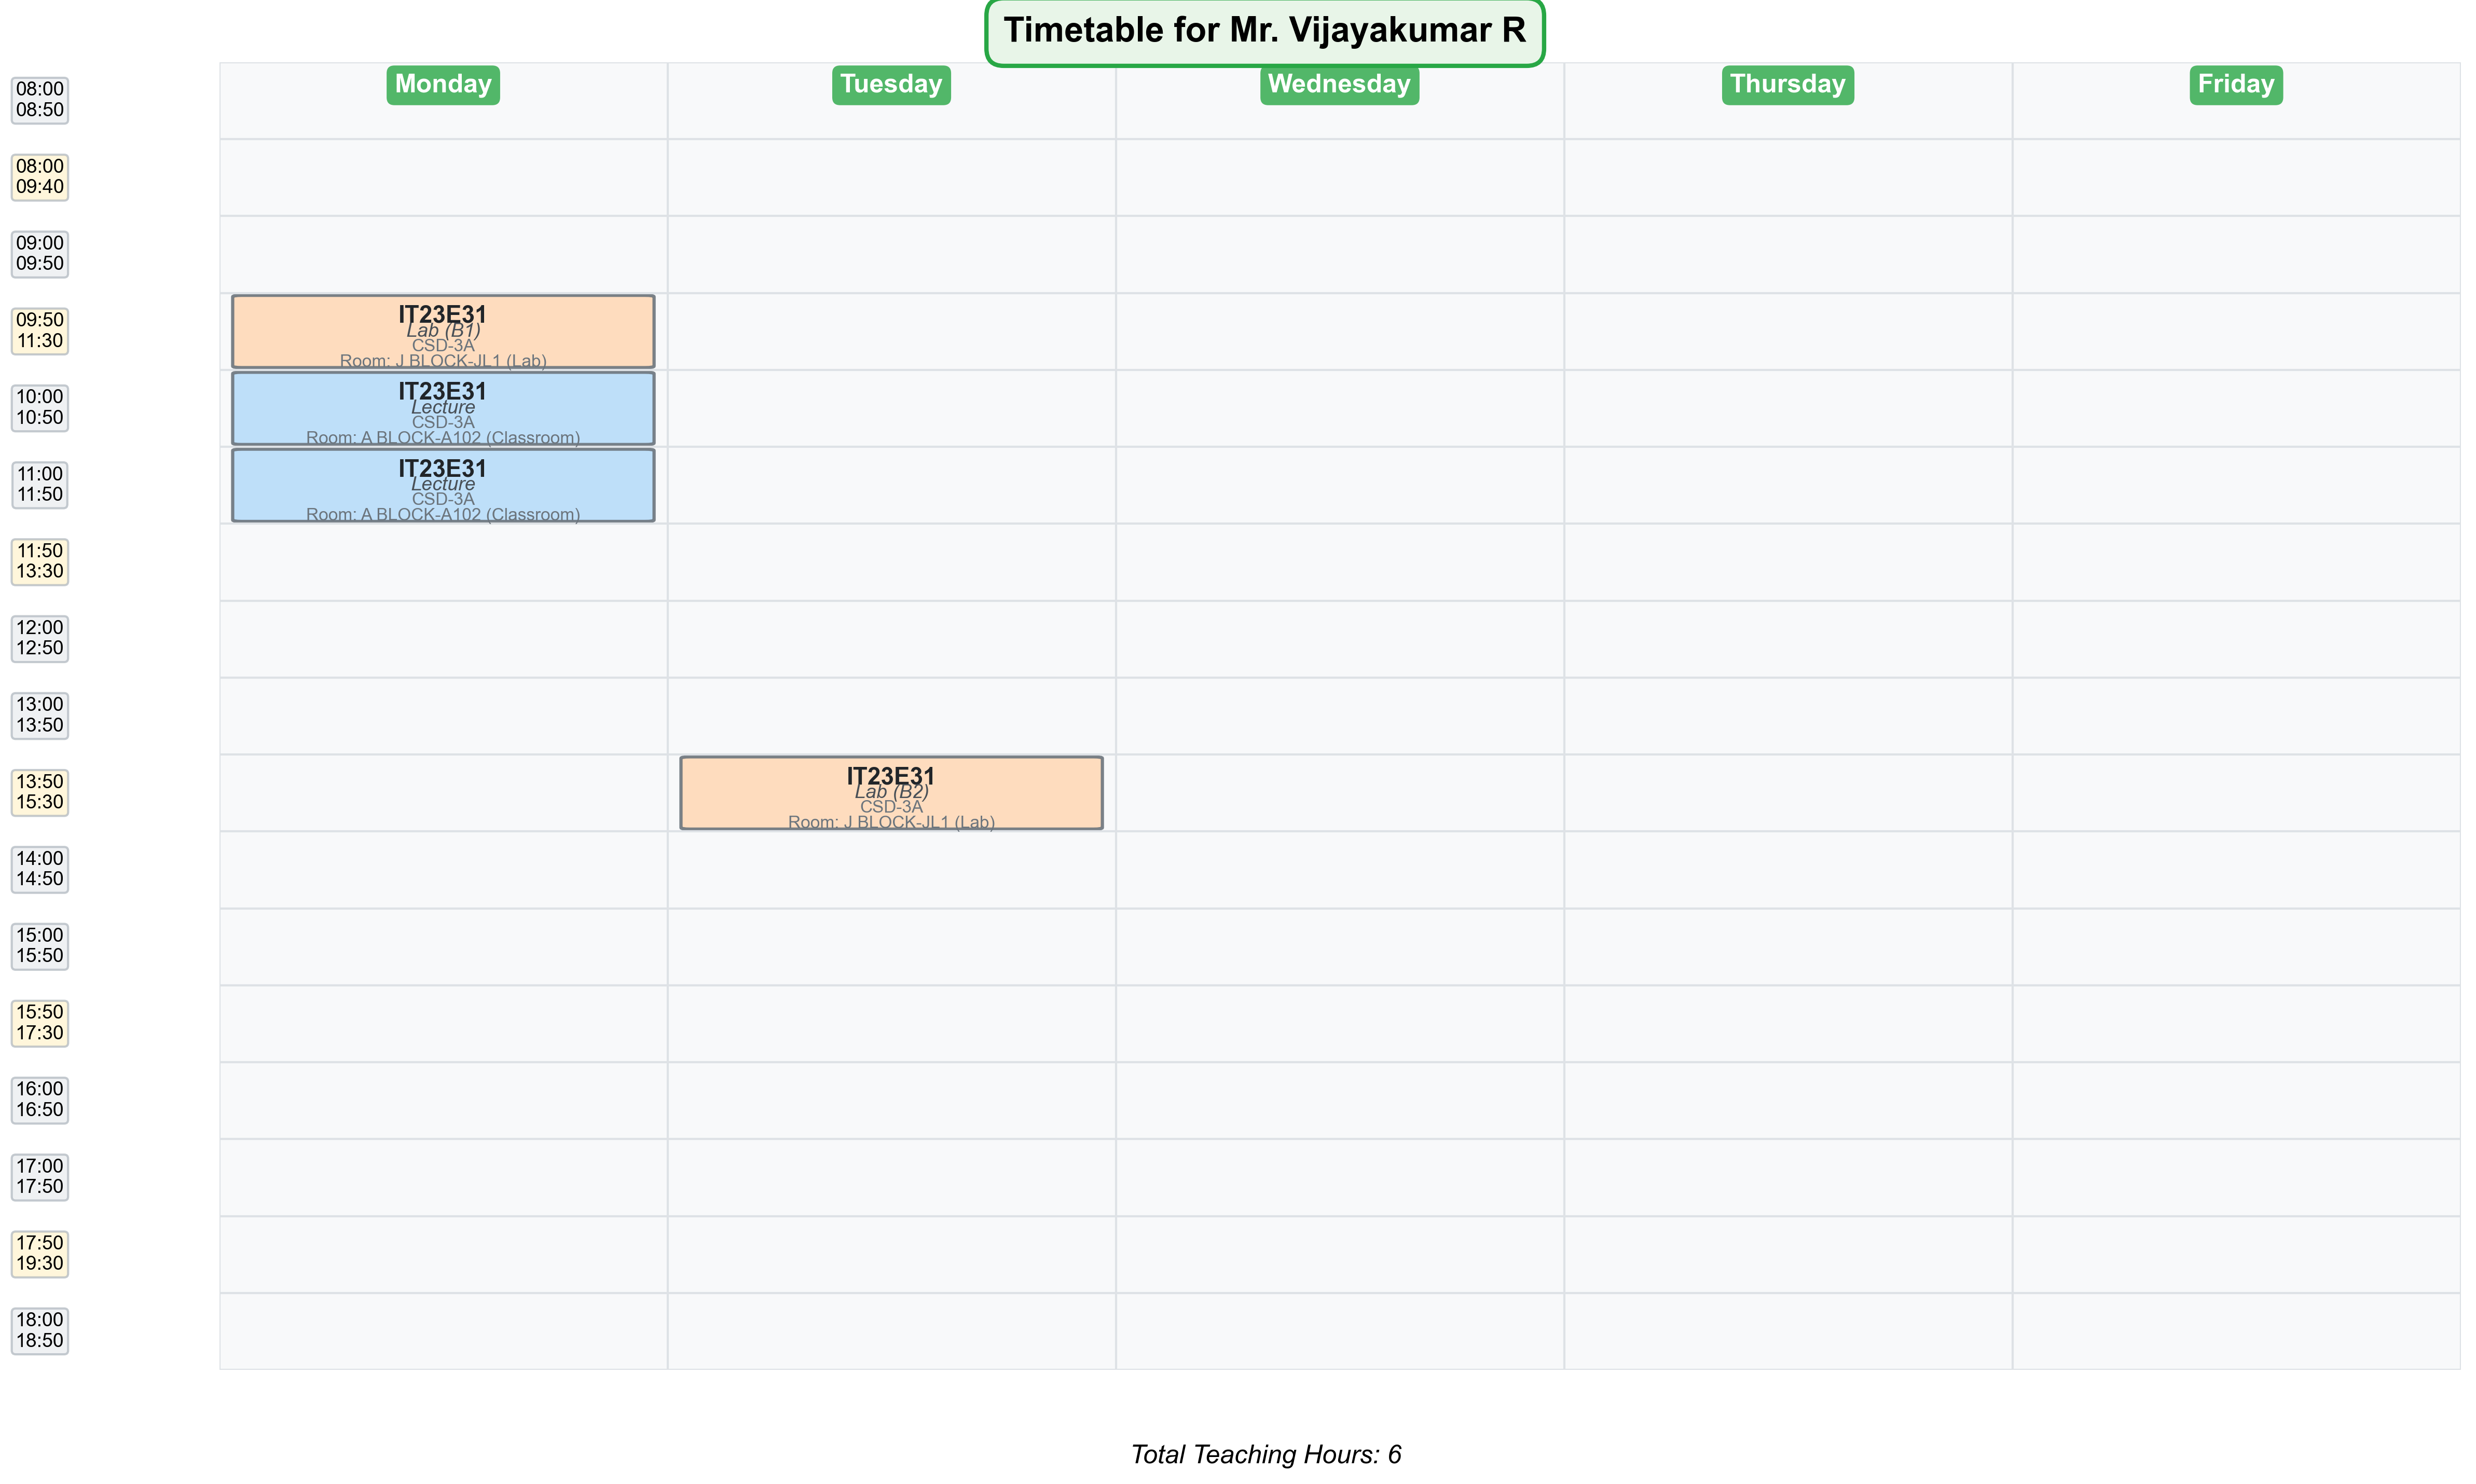 Timetable for Mr. Vijayakumar R
Monday Tuesday Wednesday Thursday Friday
08:00
08:50
08:00
09:40
09:00
09:50
09:50
11:30
IT23E31
Lab (B1)
CSD-3A
Room: J BLOCK-JL1 (Lab)
10:00
10:50
IT23E31
Lecture
CSD-3A
Room: A BLOCK-A102 (Classroom)
11:00
11:50
IT23E31
Lecture
CSD-3A
Room: A BLOCK-A102 (Classroom)
11:50
13:30
12:00
12:50
13:00
13:50
13:50
15:30
IT23E31
Lab (B2)
CSD-3A
Room: J BLOCK-JL1 (Lab)
14:00
14:50
15:00
15:50
15:50
17:30
16:00
16:50
17:00
17:50
17:50
19:30
18:00
18:50
Total Teaching Hours: 6